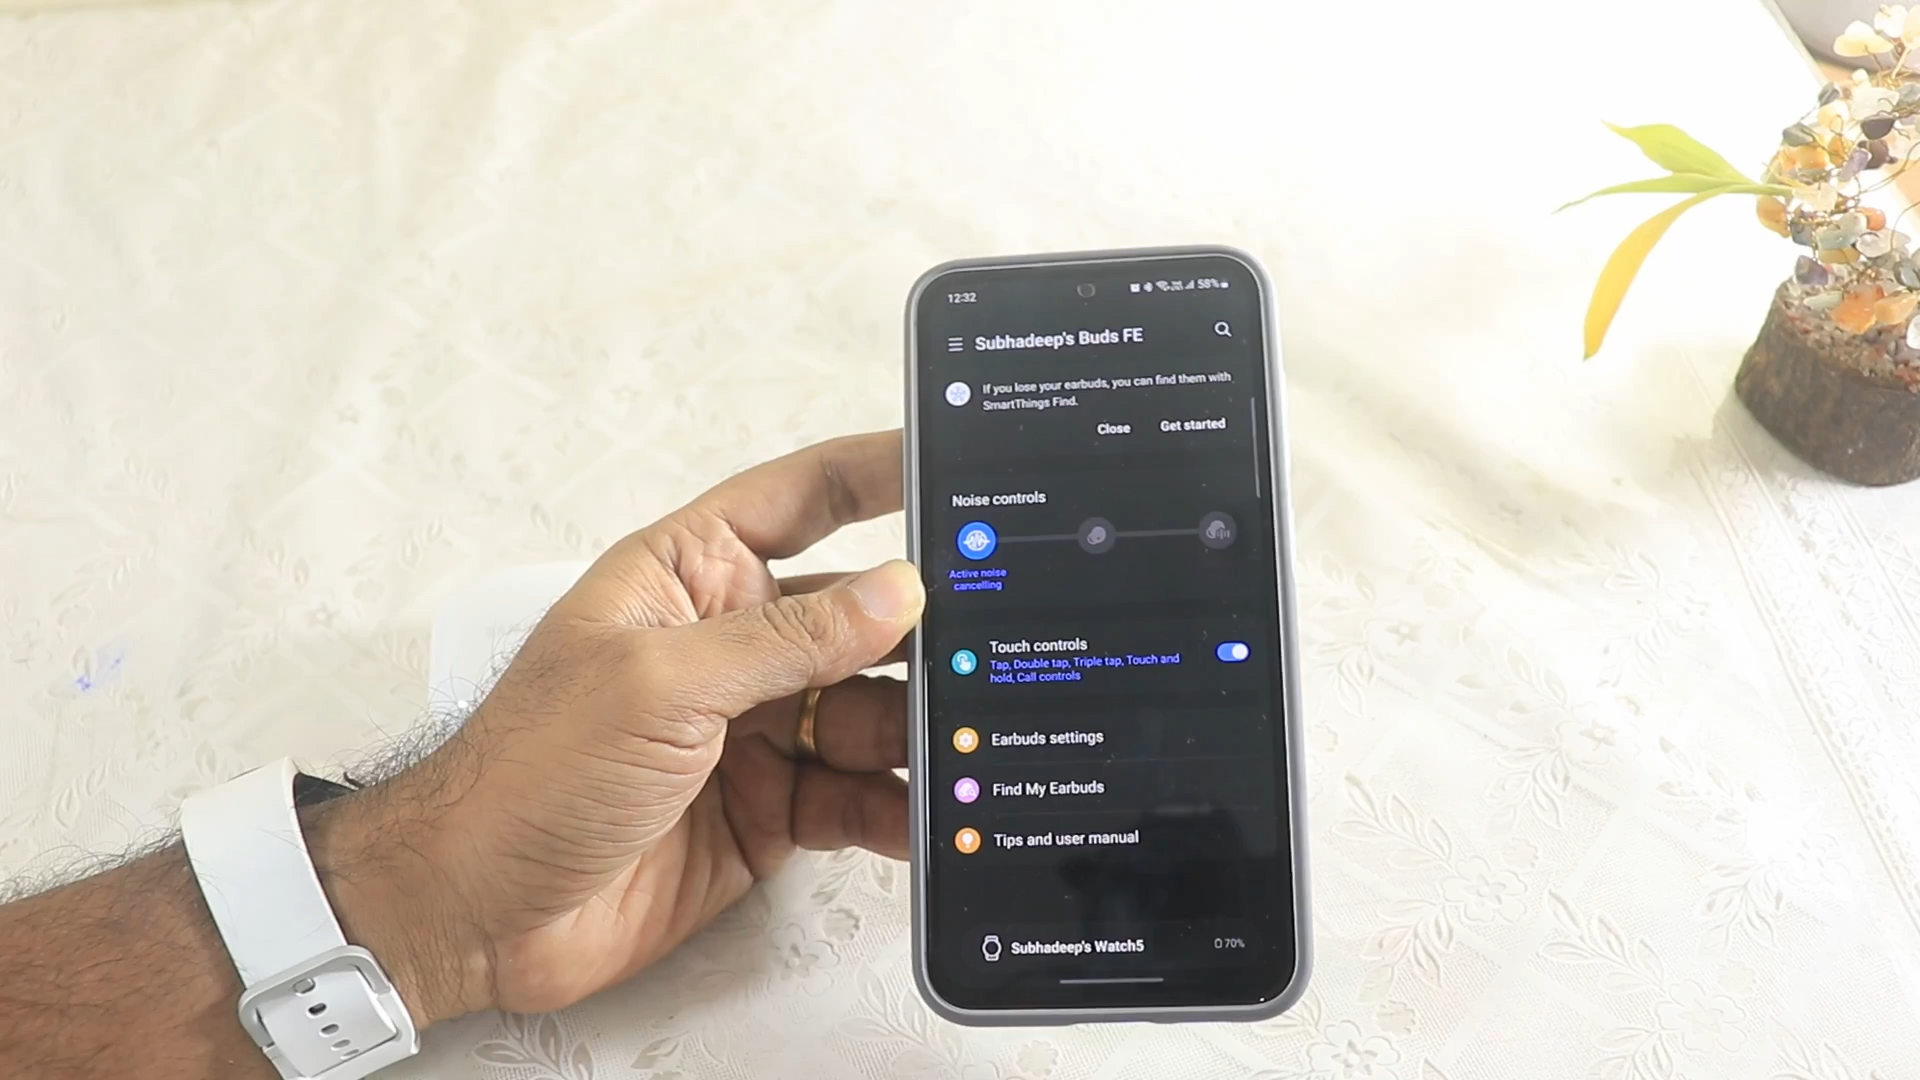 12:32
58%
Subhadeep's Buds FE
If you lose your earbuds, you can find them with
SmartThings Find.
Close Get started
Noise controls
Active noise
cancelling
Touch controls
Tap, Double tap, Triple tap, Touch and
hold, Call controls
Earbuds settings
Find My Earbuds
Tips and user manual
Subhadeep's Watch5 70%